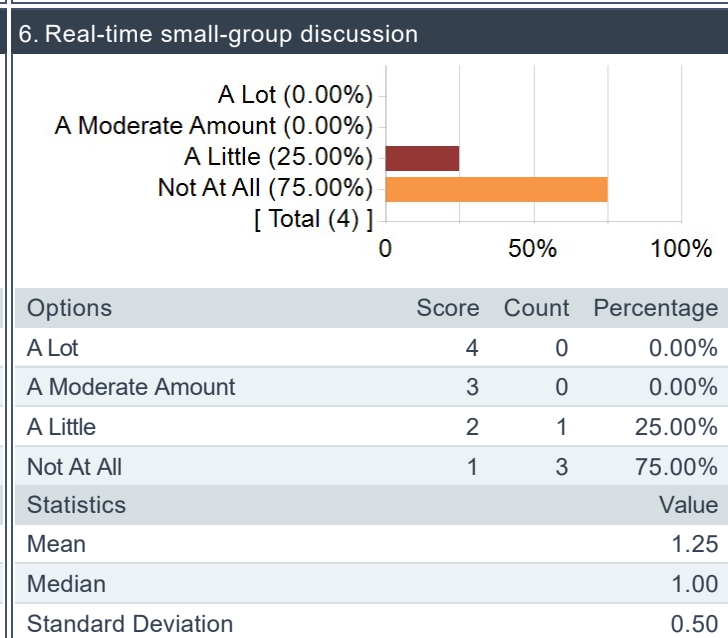 6. Real-time small-group discussion
A Lot (0.00%)
A Moderate Amount (0.00%)
A Little (25.00%)
Not At All (75.00%)
[ Total (4) ]
0 50% 100%
Options Score Count Percentage
A Lot 4 0 0.00%
A Moderate Amount 3 0 0.00%
A Little 2 1 25.00%
Not At All 1 3 75.00%
Statistics Value
Mean 1.25
Median 1.00
Standard Deviation 0.50